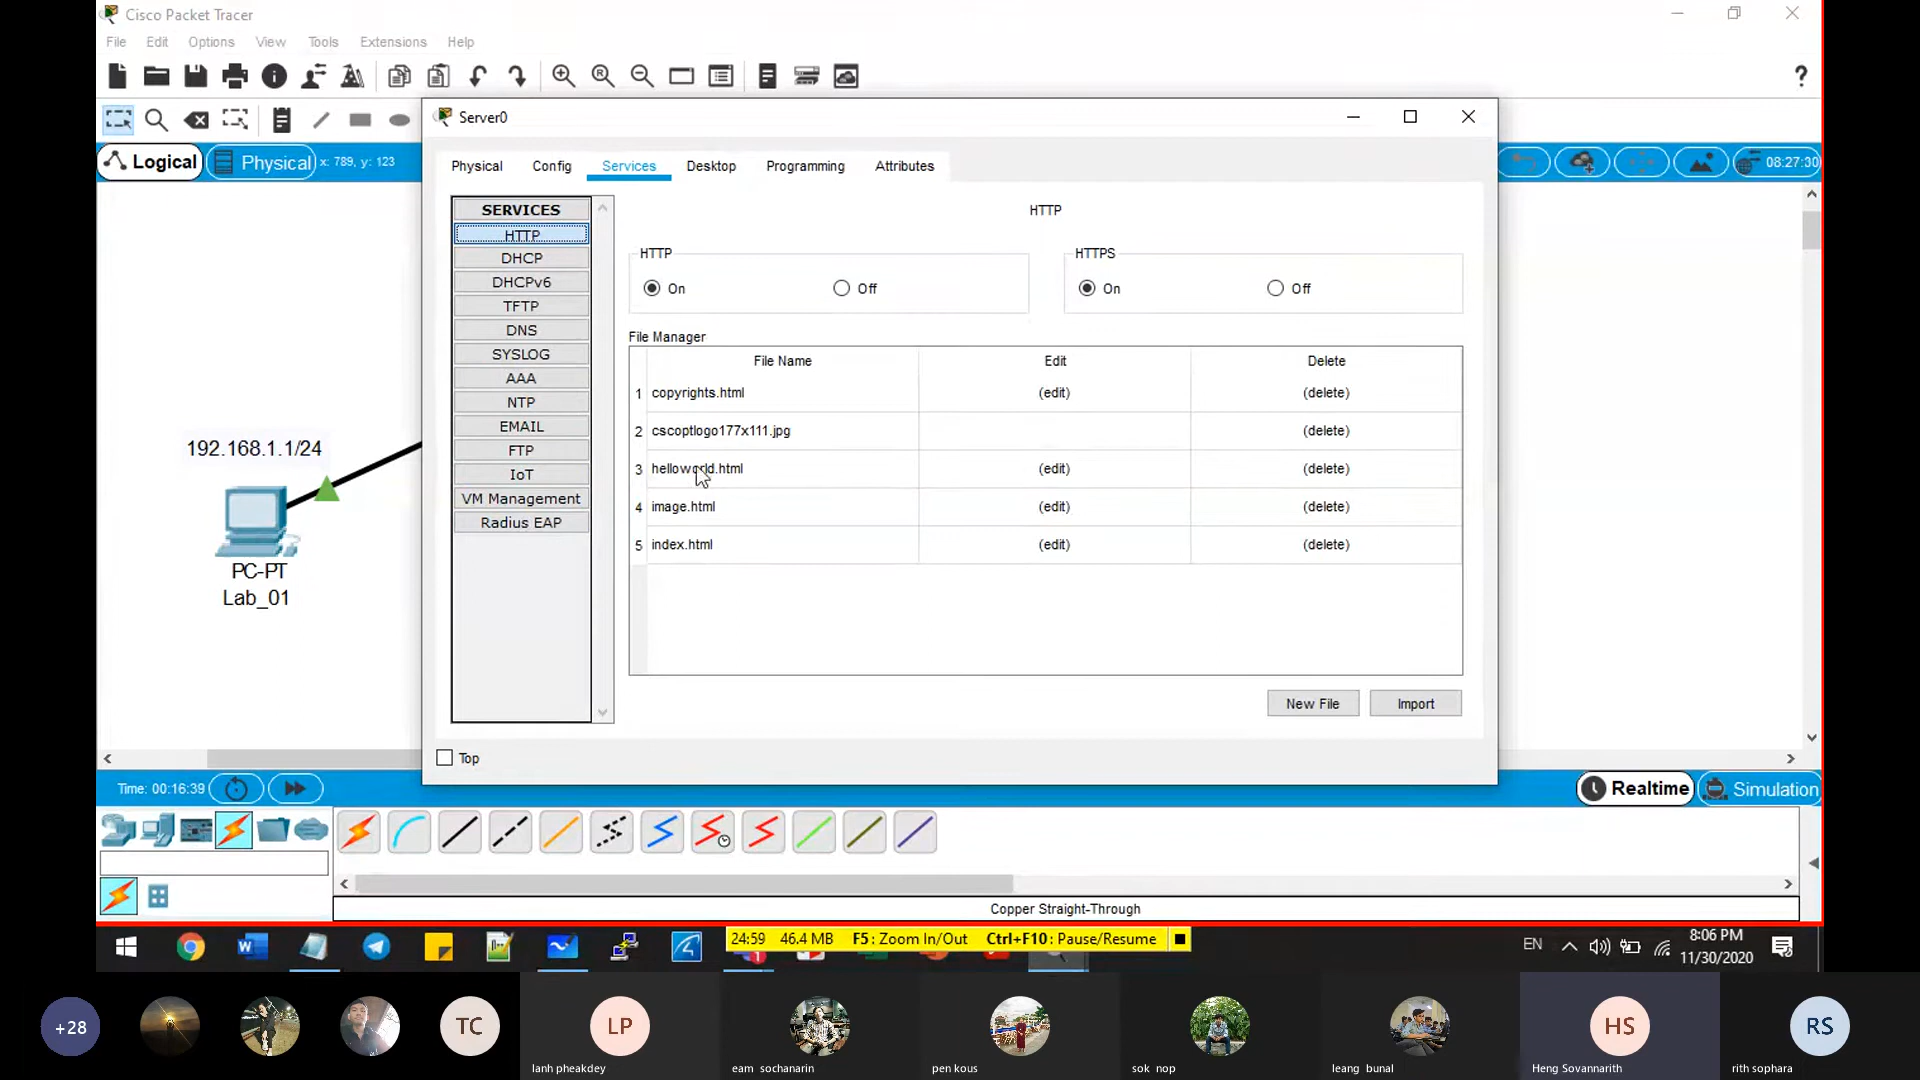 Cisco Packet Tracer
File Edit Options View Tools Extensions Help
?
Server0
Logical Physical x: 789, y: 123
08:27:30
Physical Config Services Desktop Programming Attributes
SERVICES
HTTP
DHCP
DHCPv6
TFTP
DNS
SYSLOG
AAA
NTP
EMAIL
FTP
IoT
VM Management
Radius EAP
HTTP
HTTP
On Off
HTTPS
On Off
File Manager
File Name Edit Delete
1 copyrights.html (edit) (delete)
2 cscoptlogo177x111.jpg (delete)
3 helloworld.html (edit) (delete)
4 image.html (edit) (delete)
5 index.html (edit) (delete)
New File Import
Top
192.168.1.1/24
PC-PT
Lab_01
Time: 00:16:39
Realtime Simulation
Copper Straight-Through
24:59 46.4 MB F5: Zoom In/Out Ctrl+F10: Pause/Resume
EN
8:06 PM
11/30/2020
+28
TC
LP
HS
RS
lanh pheakdey
eam sochanarin
pen kous
sok nop
leang bunal
Heng Sovannarith
rith sophara